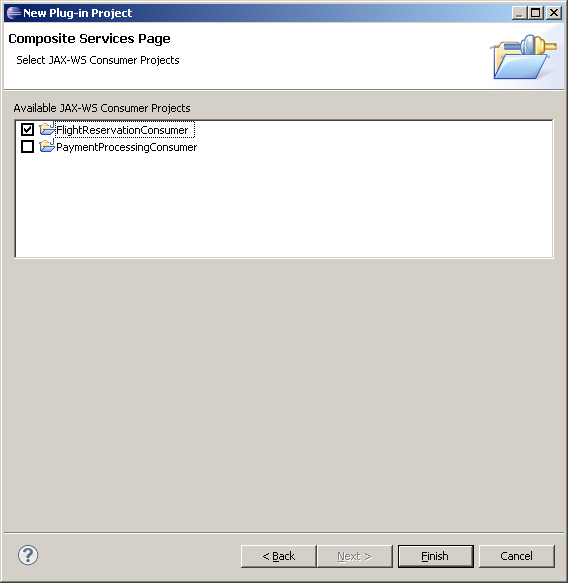 New Plug-in Project
Composite Services Page
Select JAX-WS Consumer Projects
Available JAX-WS Consumer Projects
FlightReservationConsumer
PaymentProcessingConsumer
? < Back Next > Finish Cancel